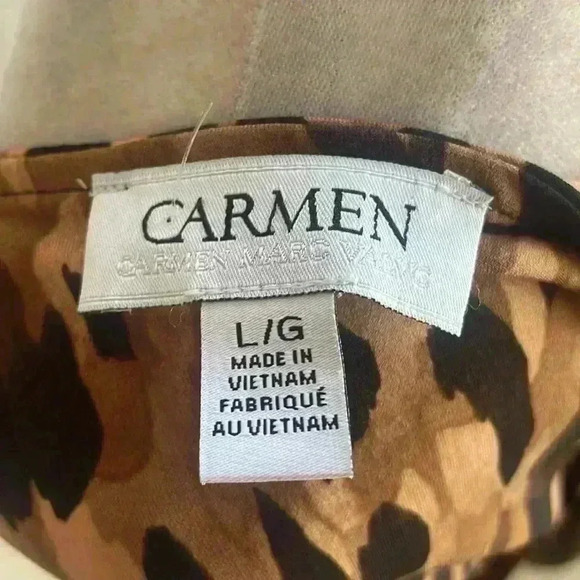 CARMEN
CARMEN MARC VALVO
L/G
MADE IN
VIETNAM
FABRIQUÉ
AU VIETNAM